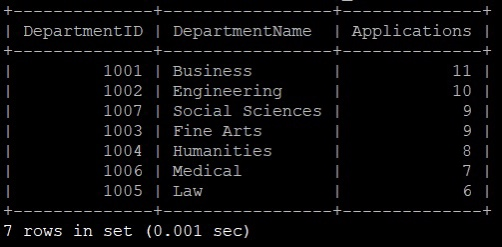 +--------------+-----------------+--------------+
| DepartmentID | DepartmentName  | Applications |
+--------------+-----------------+--------------+
|         1001 | Business        |           11 |
|         1002 | Engineering     |           10 |
|         1007 | Social Sciences |            9 |
|         1003 | Fine Arts       |            9 |
|         1004 | Humanities      |            8 |
|         1006 | Medical         |            7 |
|         1005 | Law             |            6 |
+--------------+-----------------+--------------+
7 rows in set (0.001 sec)